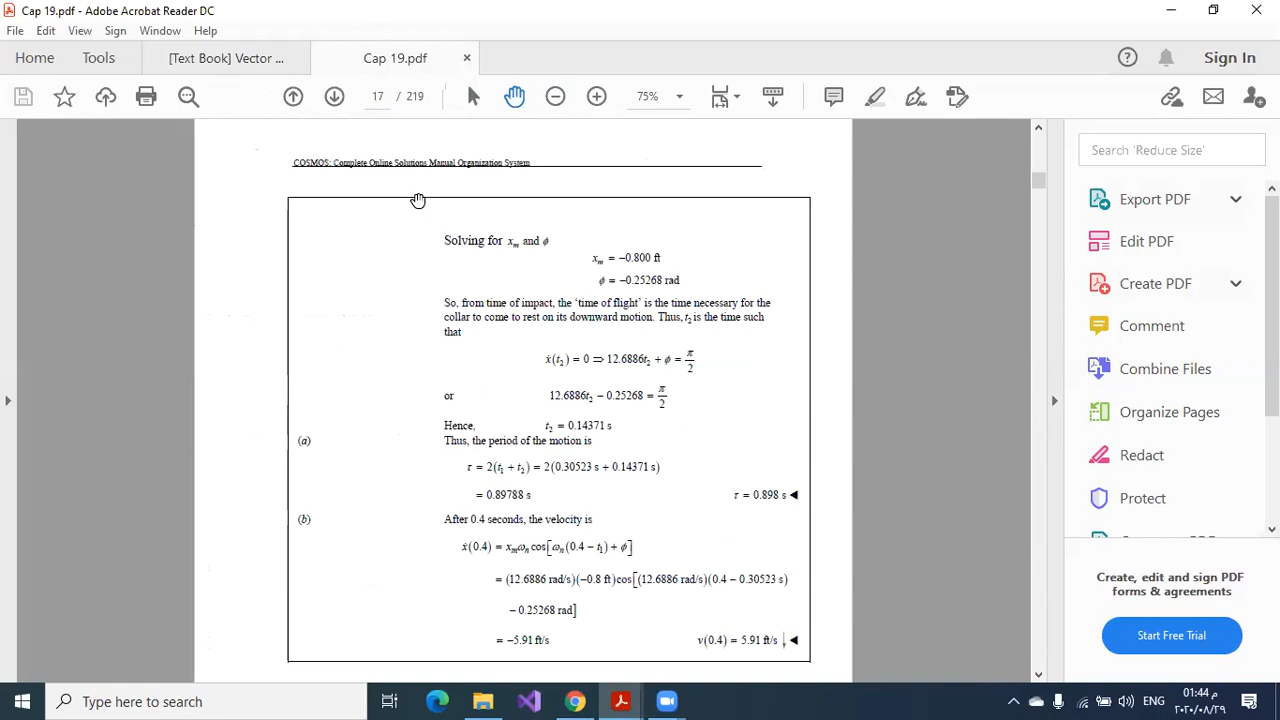 Cap 19.pdf - Adobe Acrobat Reader DC
File Edit View Sign Window Help
Home Tools [Text Book] Vector ... Cap 19.pdf × Sign In
17 / 219 75%
COSMOS: Complete Online Solutions Manual Organization System
Solving for xₘ and ϕ
xₘ = −0.800 ft
ϕ = −0.25268 rad
So, from time of impact, the ‘time of flight’ is the time necessary for the
collar to come to rest on its downward motion. Thus, t₂ is the time such
that
ẋ(t₂) = 0 ⇒ 12.6886t₂ + ϕ = π/2
or 12.6886t₂ − 0.25268 = π/2
Hence, t₂ = 0.14371 s
(a) Thus, the period of the motion is
τ = 2(t₁ + t₂) = 2(0.30523 s + 0.14371 s)
= 0.89788 s τ = 0.898 s ◄
(b) After 0.4 seconds, the velocity is
ẋ(0.4) = xₘωₙ cos[ωₙ(0.4 − t₁) + ϕ]
= (12.6886 rad/s)(−0.8 ft)cos[(12.6886 rad/s)(0.4 − 0.30523 s)
− 0.25268 rad]
= −5.91 ft/s v(0.4) = 5.91 ft/s ↓ ◄
Search 'Reduce Size'
Export PDF
Edit PDF
Create PDF
Comment
Combine Files
Organize Pages
Redact
Protect
Create, edit and sign PDF
forms & agreements
Start Free Trial
Type here to search
ENG
01:44 م
٢٠٢٠/٠٨/٢٩